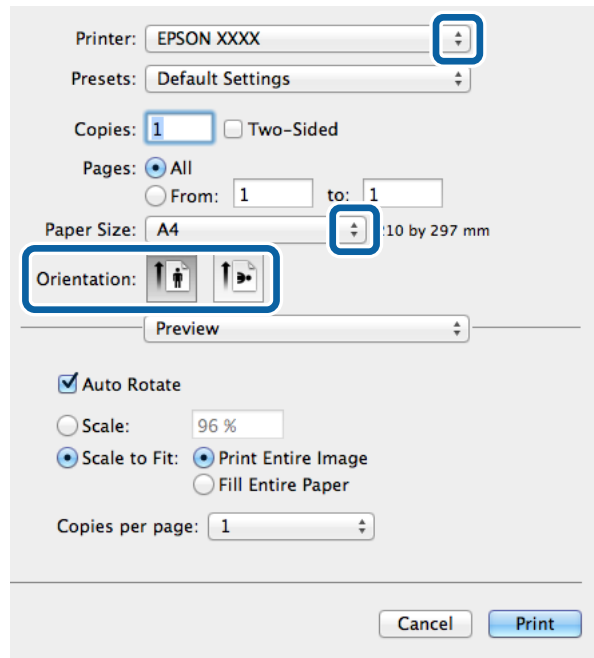 Printer: EPSON XXXX
Presets: Default Settings
Copies: 1 Two-Sided
Pages: All
From: 1 to: 1
Paper Size: A4 10 by 297 mm
Orientation:
Preview
Auto Rotate
Scale: 96 %
Scale to Fit: Print Entire Image
Fill Entire Paper
Copies per page: 1
Cancel Print